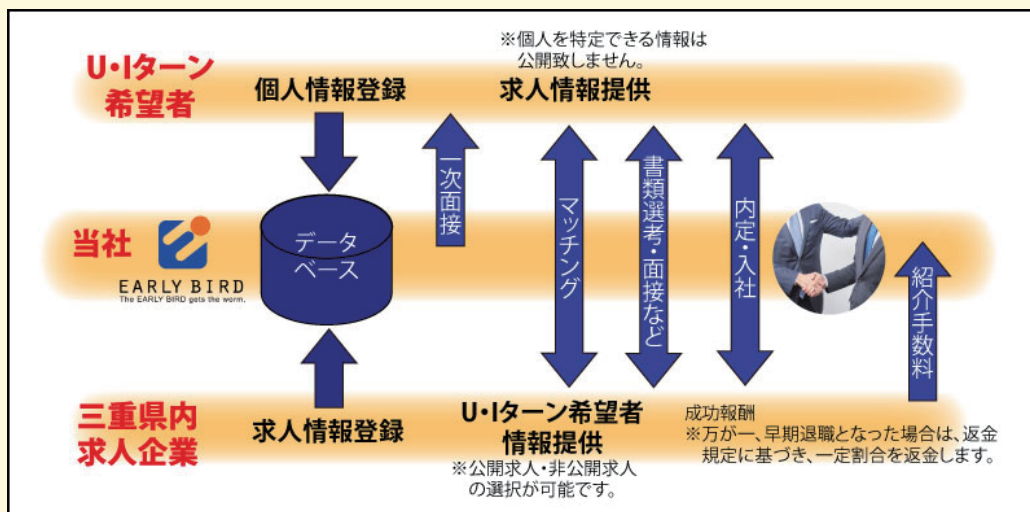 ※個人を特定できる情報は
公開致しません。
U・Iターン
希望者
個人情報登録
求人情報提供
一次面接
マッチング
書類選考・面接など
内定・入社
当社
EARLY BIRD
The EARLY BIRD gets the worm.
データ
ベース
紹介手数料
三重県内
求人企業
求人情報登録
U・Iターン希望者
情報提供
※公開求人・非公開求人
の選択が可能です。
成功報酬
※万が一、早期退職となった場合は、返金
規定に基づき、一定割合を返金します。